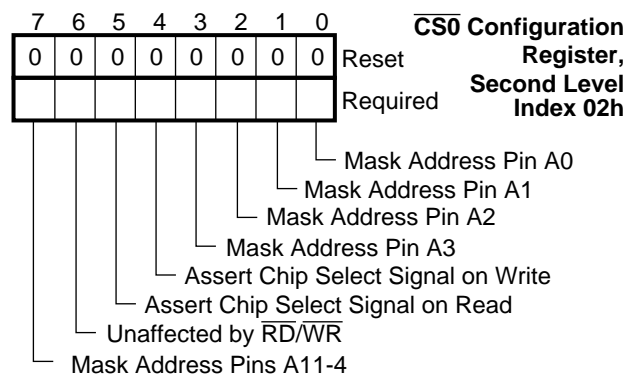 7 6 5 4 3 2 1 0
0 0 0 0 0 0 0 0 Reset
Required
C̅S̅0̅ Configuration
Register,
Second Level
Index 02h
Mask Address Pin A0
Mask Address Pin A1
Mask Address Pin A2
Mask Address Pin A3
Assert Chip Select Signal on Write
Assert Chip Select Signal on Read
Unaffected by R̅D̅/W̅R̅
Mask Address Pins A11-4